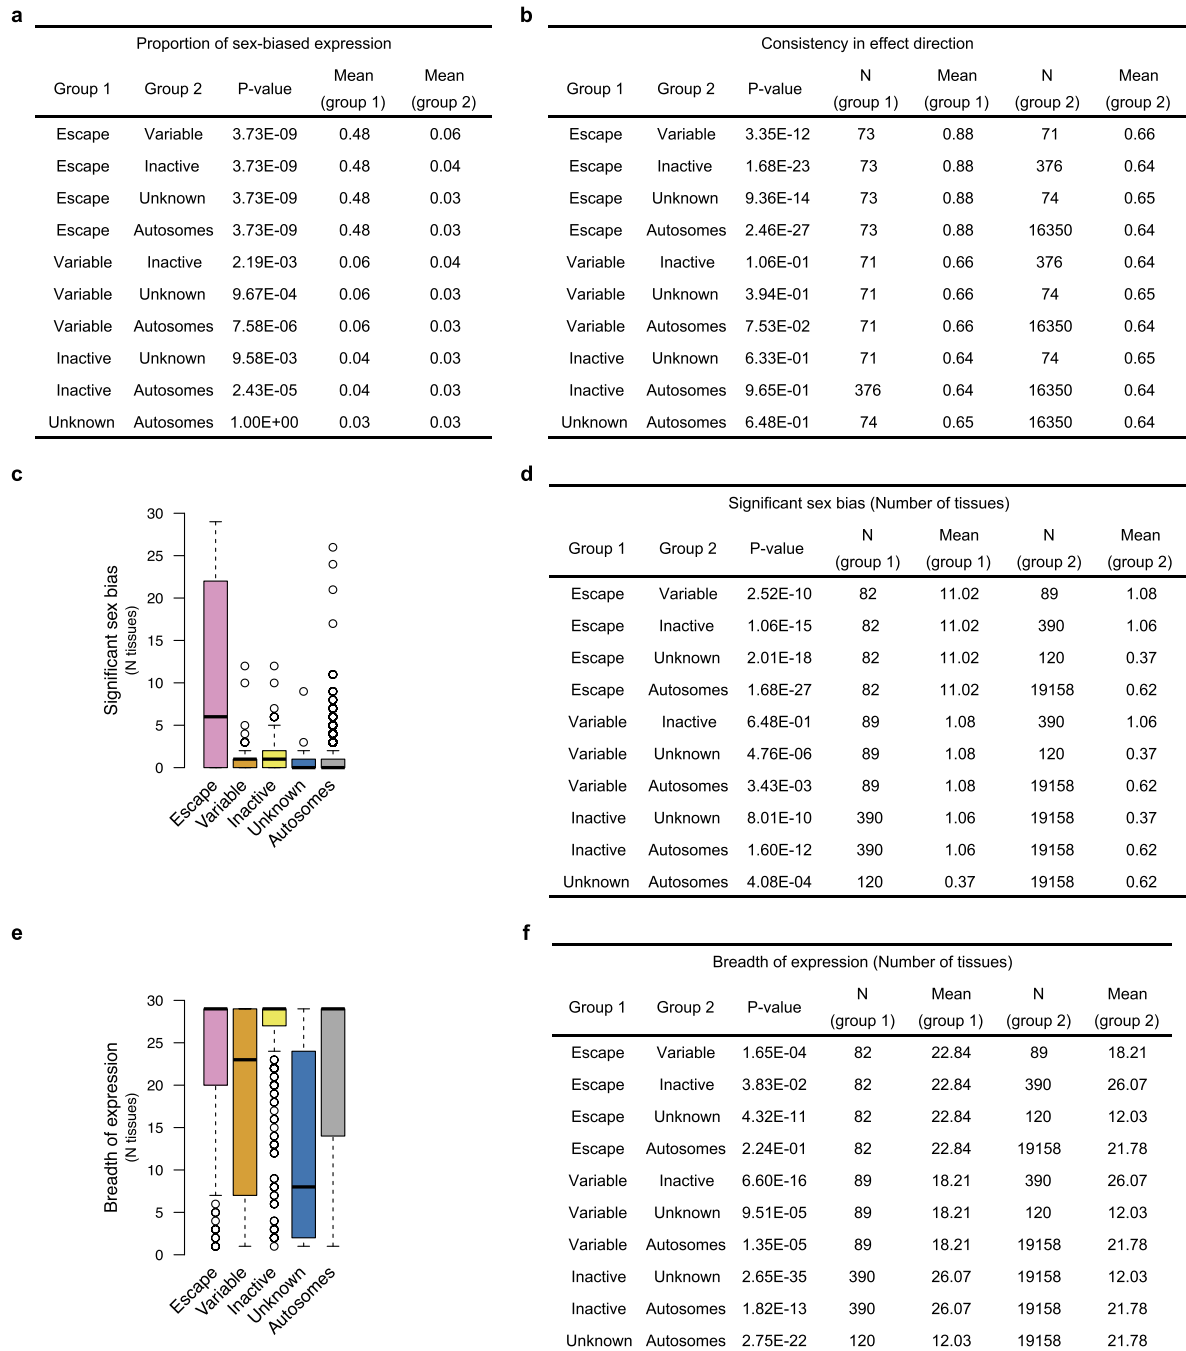 a
Proportion of sex-biased expression
Group 1 Group 2 P-value Mean (group 1) Mean (group 2)
Escape Variable 3.73E-09 0.48 0.06
Escape Inactive 3.73E-09 0.48 0.04
Escape Unknown 3.73E-09 0.48 0.03
Escape Autosomes 3.73E-09 0.48 0.03
Variable Inactive 2.19E-03 0.06 0.04
Variable Unknown 9.67E-04 0.06 0.03
Variable Autosomes 7.58E-06 0.06 0.03
Inactive Unknown 9.58E-03 0.04 0.03
Inactive Autosomes 2.43E-05 0.04 0.03
Unknown Autosomes 1.00E+00 0.03 0.03
b
Consistency in effect direction
Group 1 Group 2 P-value N (group 1) Mean (group 1) N (group 2) Mean (group 2)
Escape Variable 3.35E-12 73 0.88 71 0.66
Escape Inactive 1.68E-23 73 0.88 376 0.64
Escape Unknown 9.36E-14 73 0.88 74 0.65
Escape Autosomes 2.46E-27 73 0.88 16350 0.64
Variable Inactive 1.06E-01 71 0.66 376 0.64
Variable Unknown 3.94E-01 71 0.66 74 0.65
Variable Autosomes 7.53E-02 71 0.66 16350 0.64
Inactive Unknown 6.33E-01 71 0.64 74 0.65
Inactive Autosomes 9.65E-01 376 0.64 16350 0.64
Unknown Autosomes 6.48E-01 74 0.65 16350 0.64
c
Significant sex bias
(N tissues)
30
25
20
15
10
5
0
Escape
Variable
Inactive
Unknown
Autosomes
d
Significant sex bias (Number of tissues)
Group 1 Group 2 P-value N (group 1) Mean (group 1) N (group 2) Mean (group 2)
Escape Variable 2.52E-10 82 11.02 89 1.08
Escape Inactive 1.06E-15 82 11.02 390 1.06
Escape Unknown 2.01E-18 82 11.02 120 0.37
Escape Autosomes 1.68E-27 82 11.02 19158 0.62
Variable Inactive 6.48E-01 89 1.08 390 1.06
Variable Unknown 4.76E-06 89 1.08 120 0.37
Variable Autosomes 3.43E-03 89 1.08 19158 0.62
Inactive Unknown 8.01E-10 390 1.06 19158 0.37
Inactive Autosomes 1.60E-12 390 1.06 19158 0.62
Unknown Autosomes 4.08E-04 120 0.37 19158 0.62
e
Breadth of expression
(N tissues)
30
25
20
15
10
5
0
Escape
Variable
Inactive
Unknown
Autosomes
f
Breadth of expression (Number of tissues)
Group 1 Group 2 P-value N (group 1) Mean (group 1) N (group 2) Mean (group 2)
Escape Variable 1.65E-04 82 22.84 89 18.21
Escape Inactive 3.83E-02 82 22.84 390 26.07
Escape Unknown 4.32E-11 82 22.84 120 12.03
Escape Autosomes 2.24E-01 82 22.84 19158 21.78
Variable Inactive 6.60E-16 89 18.21 390 26.07
Variable Unknown 9.51E-05 89 18.21 120 12.03
Variable Autosomes 1.35E-05 89 18.21 19158 21.78
Inactive Unknown 2.65E-35 390 26.07 19158 12.03
Inactive Autosomes 1.82E-13 390 26.07 19158 21.78
Unknown Autosomes 2.75E-22 120 12.03 19158 21.78